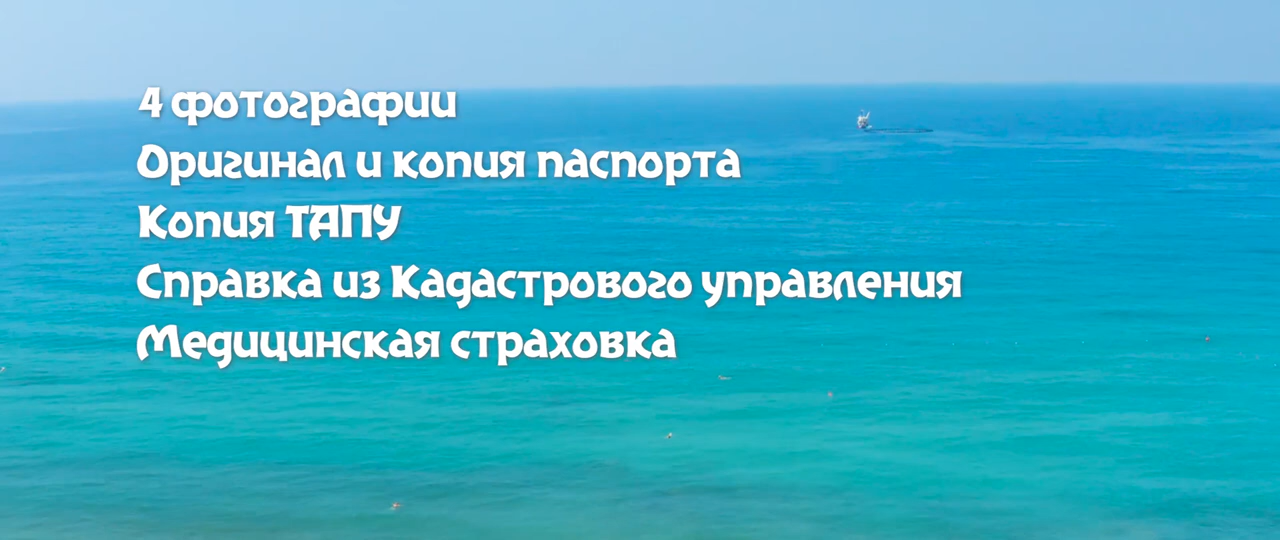 4 фотографии
Оригинал и копия паспорта
Копия ТАПУ
Справка из Кадастрового управления
Медицинская страховка